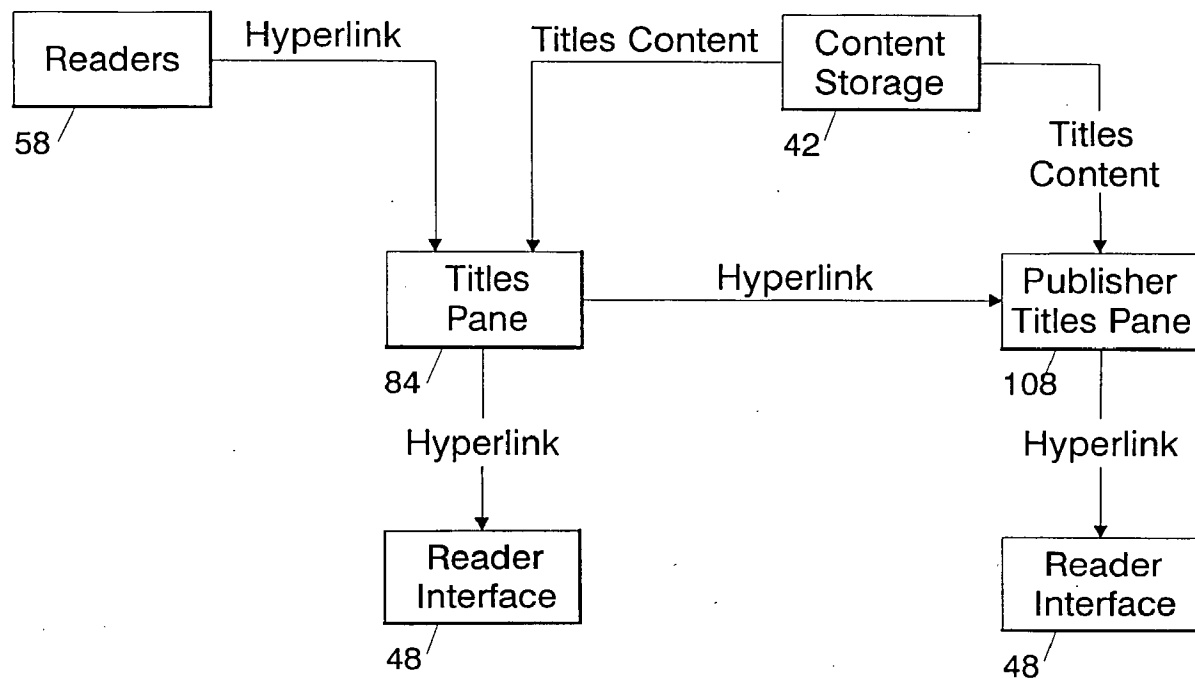 Readers
58
Hyperlink
Titles Content
Content
Storage
42
Titles
Content
Titles
Pane
84
Hyperlink
Publisher
Titles Pane
108
Hyperlink
Hyperlink
Reader
Interface
48
Reader
Interface
48